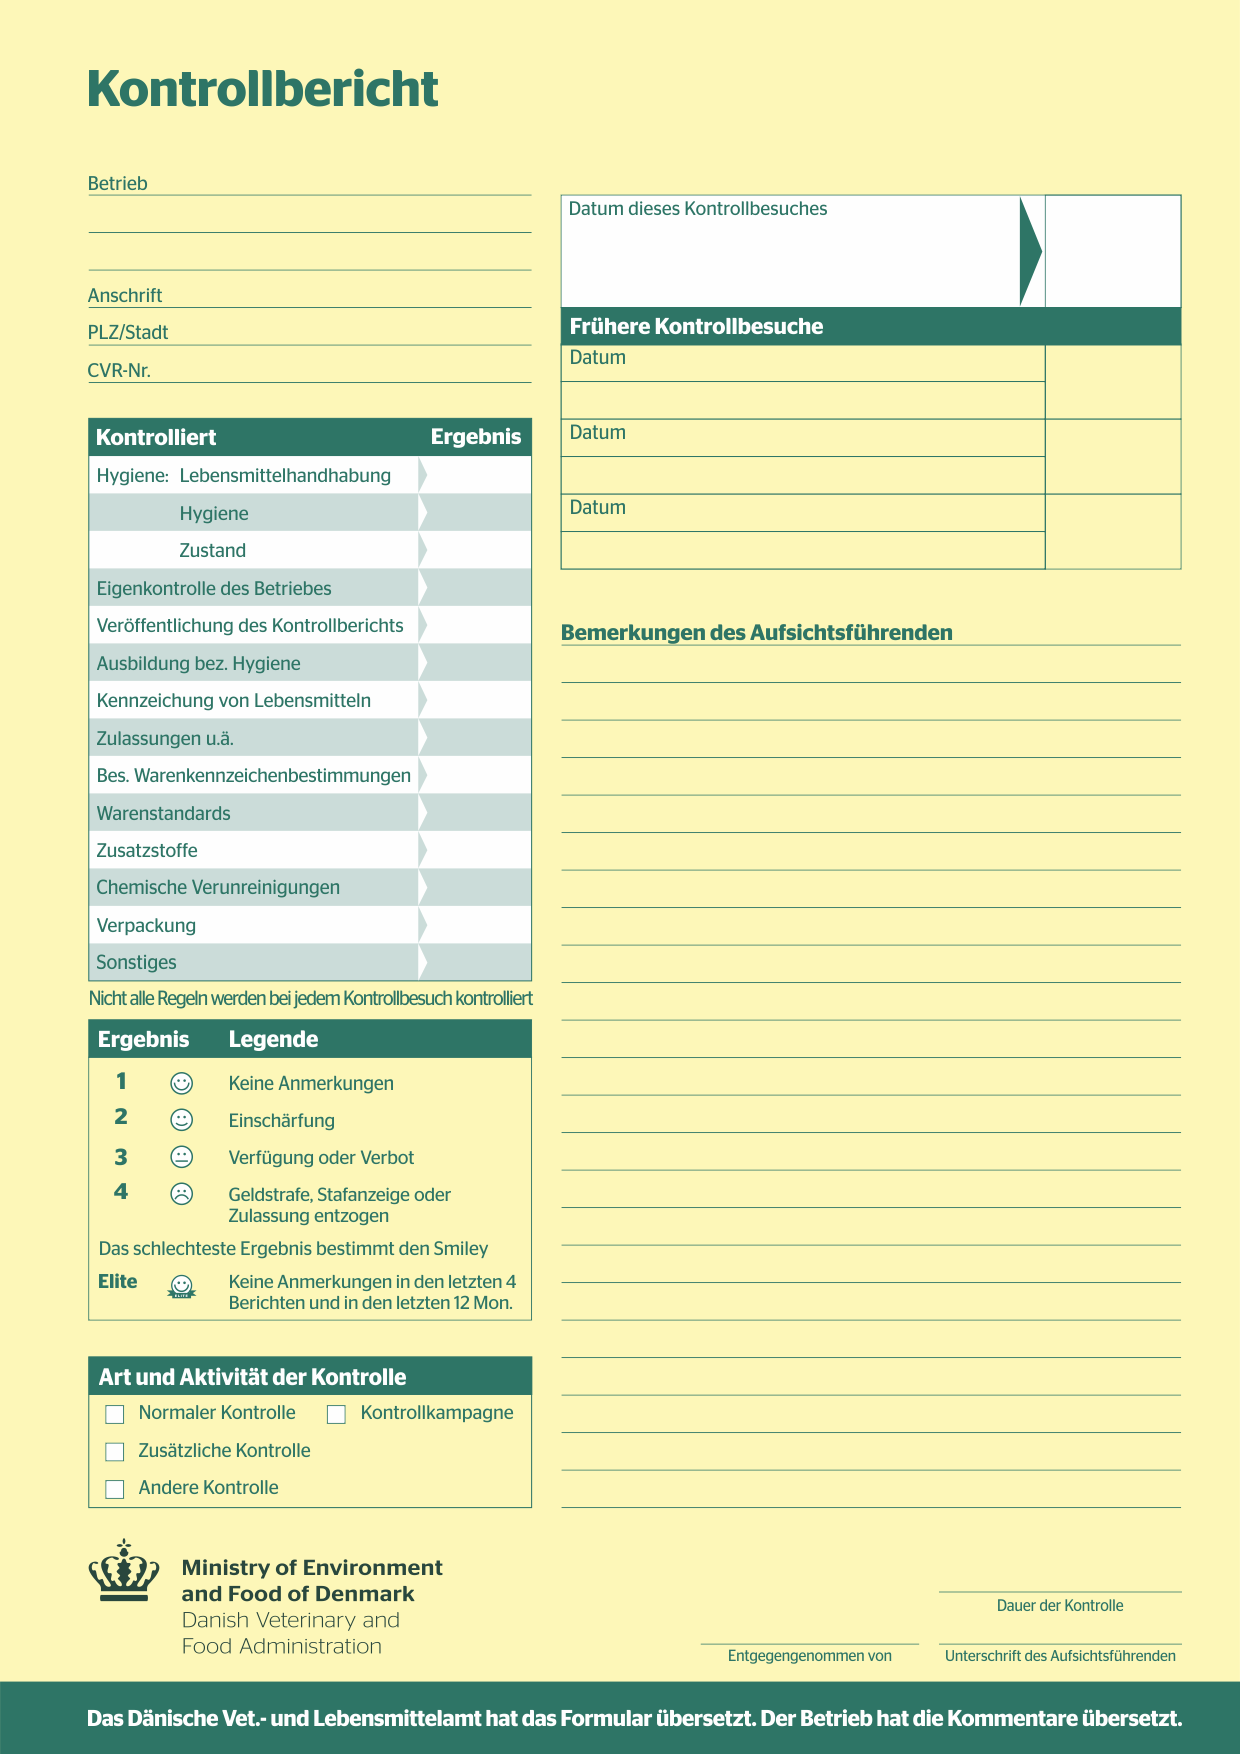 Kontrollbericht
Betrieb
Anschrift
PLZ/Stadt
CVR-Nr.
Datum dieses Kontrollbesuches
Frühere Kontrollbesuche
Datum
Datum
Datum
Kontrolliert Ergebnis
Hygiene: Lebensmittelhandhabung
Hygiene
Zustand
Eigenkontrolle des Betriebes
Veröffentlichung des Kontrollberichts
Ausbildung bez. Hygiene
Kennzeichung von Lebensmitteln
Zulassungen u.ä.
Bes. Warenkennzeichenbestimmungen
Warenstandards
Zusatzstoffe
Chemische Verunreinigungen
Verpackung
Sonstiges
Nicht alle Regeln werden bei jedem Kontrollbesuch kontrolliert
Ergebnis Legende
1 Keine Anmerkungen
2 Einschärfung
3 Verfügung oder Verbot
4 Geldstrafe, Stafanzeige oder
Zulassung entzogen
Das schlechteste Ergebnis bestimmt den Smiley
Elite Keine Anmerkungen in den letzten 4
Berichten und in den letzten 12 Mon.
Art und Aktivität der Kontrolle
Normaler Kontrolle Kontrollkampagne
Zusätzliche Kontrolle
Andere Kontrolle
Bemerkungen des Aufsichtsführenden
Ministry of Environment
and Food of Denmark
Danish Veterinary and
Food Administration
Dauer der Kontrolle
Entgegengenommen von
Unterschrift des Aufsichtsführenden
Das Dänische Vet.- und Lebensmittelamt hat das Formular übersetzt. Der Betrieb hat die Kommentare übersetzt.